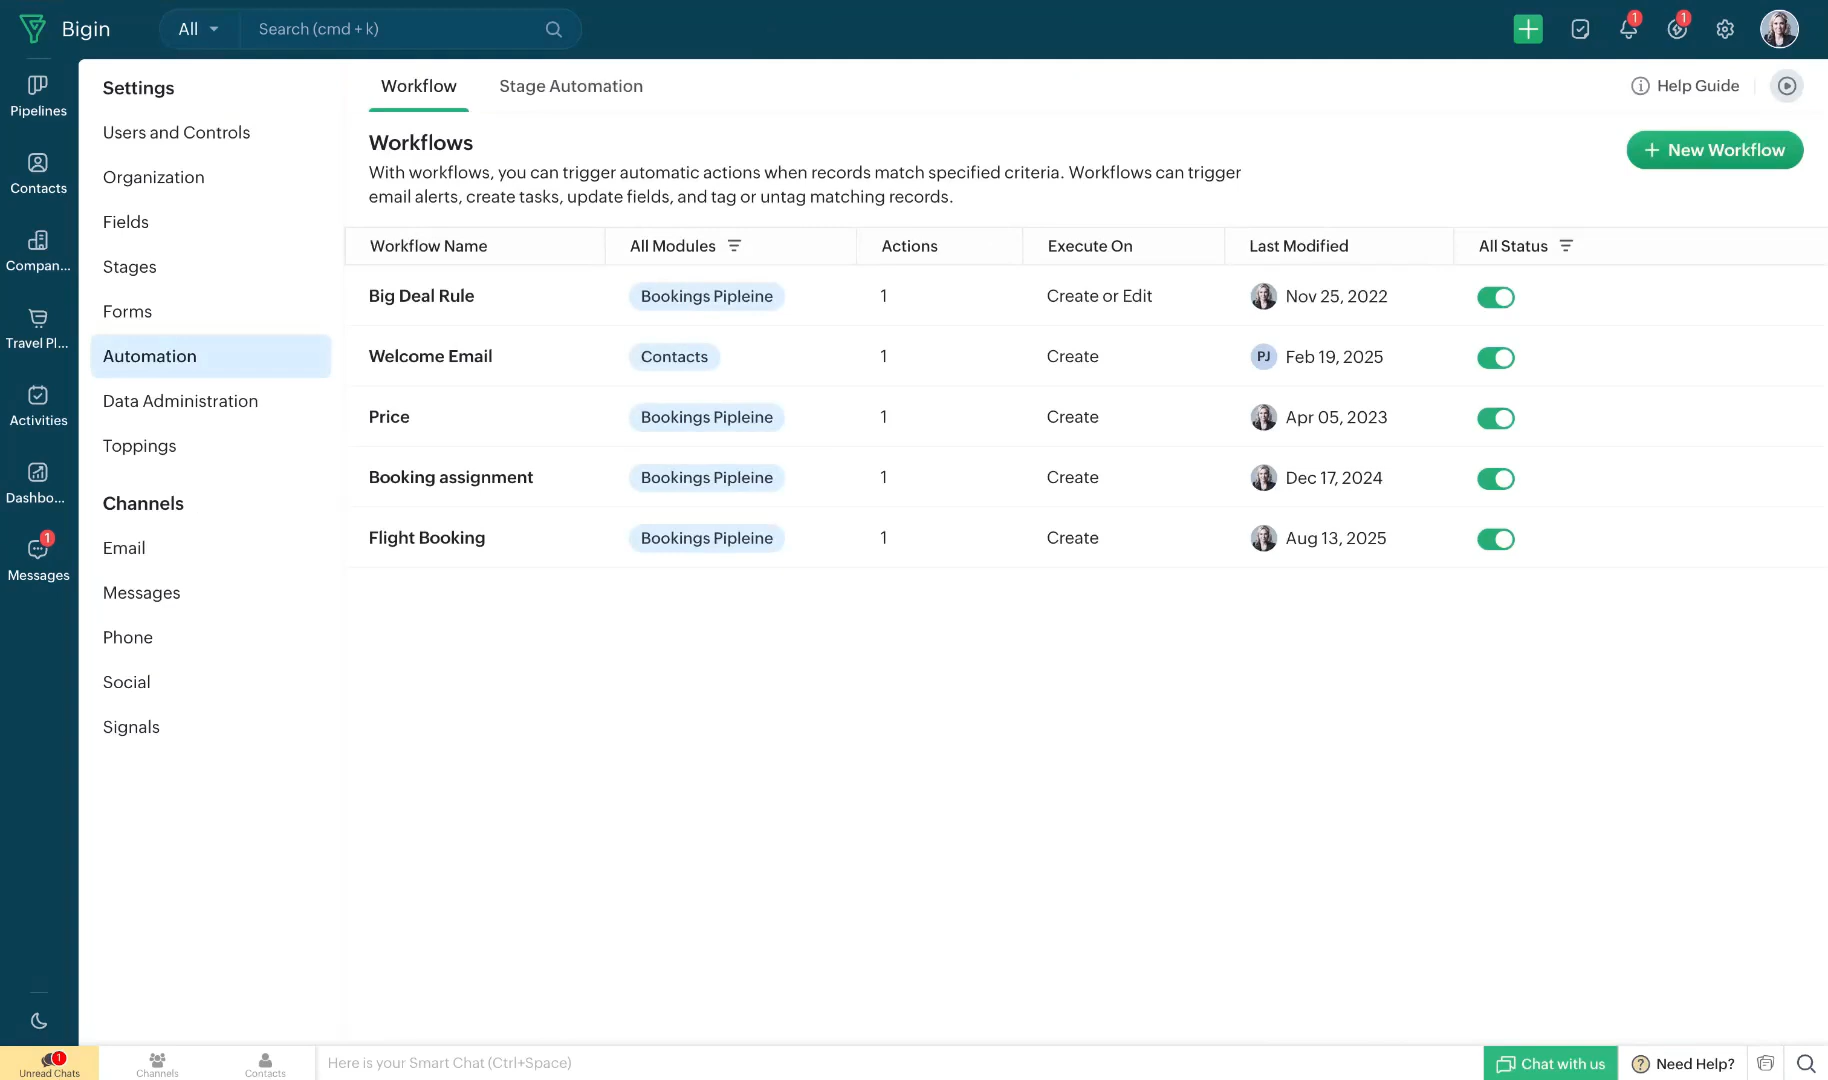 Bigin
All
Search (cmd + k)
1
1
Pipelines
Contacts
Compan...
Travel Pl...
Activities
Dashbo...
1
Messages
Settings
Users and Controls
Organization
Fields
Stages
Forms
Automation
Data Administration
Toppings
Channels
Email
Messages
Phone
Social
Signals
Workflow
Stage Automation
Help Guide
Workflows
With workflows, you can trigger automatic actions when records match specified criteria. Workflows can trigger
email alerts, create tasks, update fields, and tag or untag matching records.
+ New Workflow
Workflow Name All Modules Actions Execute On Last Modified All Status
Big Deal Rule Bookings Pipleine 1 Create or Edit Nov 25, 2022
Welcome Email Contacts 1 Create PJ Feb 19, 2025
Price Bookings Pipleine 1 Create Apr 05, 2023
Booking assignment Bookings Pipleine 1 Create Dec 17, 2024
Flight Booking Bookings Pipleine 1 Create Aug 13, 2025
1
Unread Chats
Channels
Contacts
Here is your Smart Chat (Ctrl+Space)
Chat with us
? Need Help?